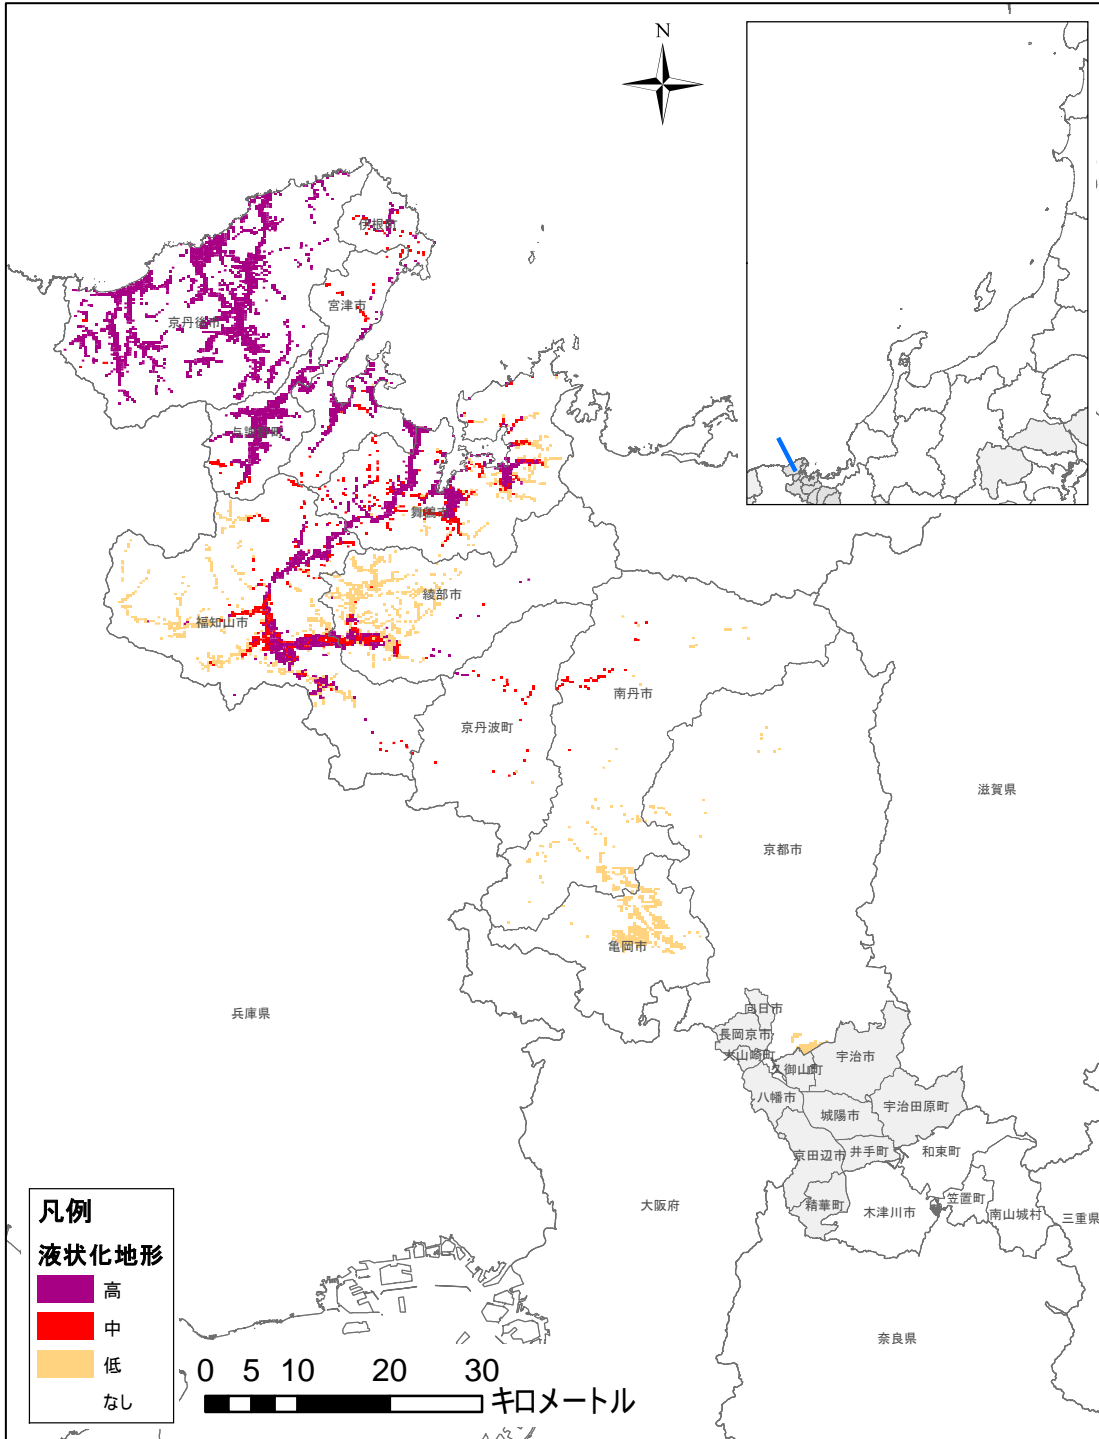 N
伊根町
宮津市
京丹後市
与謝野町
舞鶴市
綾部市
福知山市
南丹市
京丹波町
滋賀県
京都市
亀岡市
兵庫県
向日市
長岡京市
大山崎町
宇治市
久御山町
八幡市
宇治田原町
城陽市
井手町
和束町
京田辺市
笠置町
精華町
木津川市
南山城村
三重県
大阪府
奈良県
凡例
液状化地形
高
中
低
なし
0 5 10 20 30
キロメートル